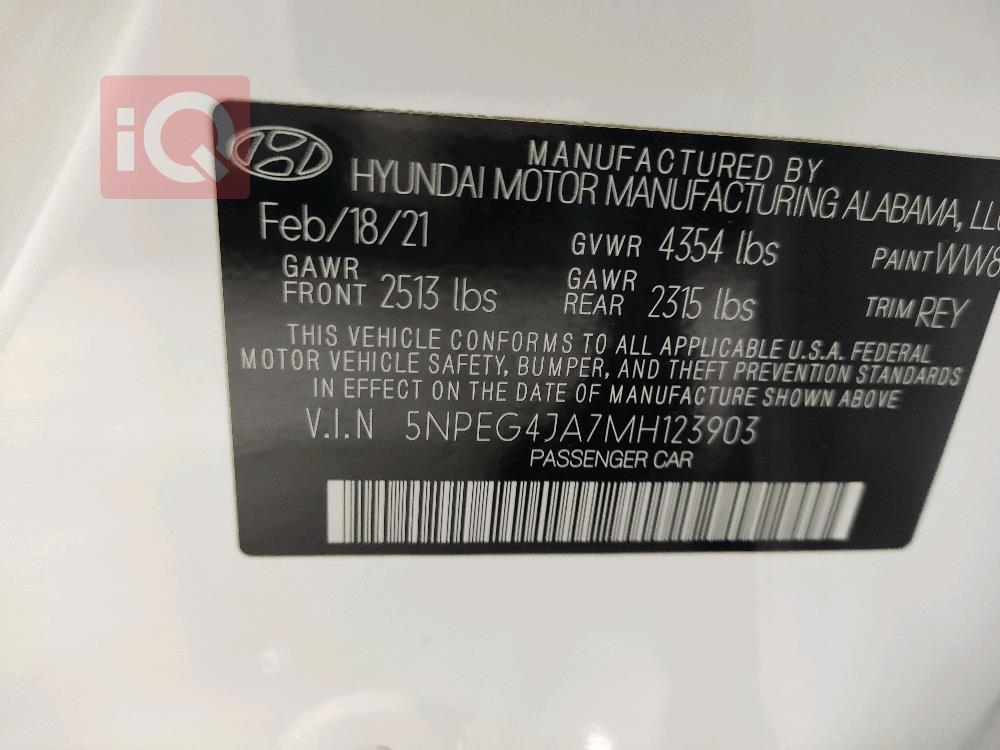 iQ
MANUFACTURED BY
HYUNDAI MOTOR MANUFACTURING ALABAMA, LLC
Feb/18/21 GVWR 4354 lbs PAINT WW8
GAWR FRONT 2513 lbs GAWR REAR 2315 lbs TRIM REY
THIS VEHICLE CONFORMS TO ALL APPLICABLE U.S.A. FEDERAL
MOTOR VEHICLE SAFETY, BUMPER, AND THEFT PREVENTION STANDARDS
IN EFFECT ON THE DATE OF MANUFACTURE SHOWN ABOVE
V.I.N 5NPEG4JA7MH123903
PASSENGER CAR